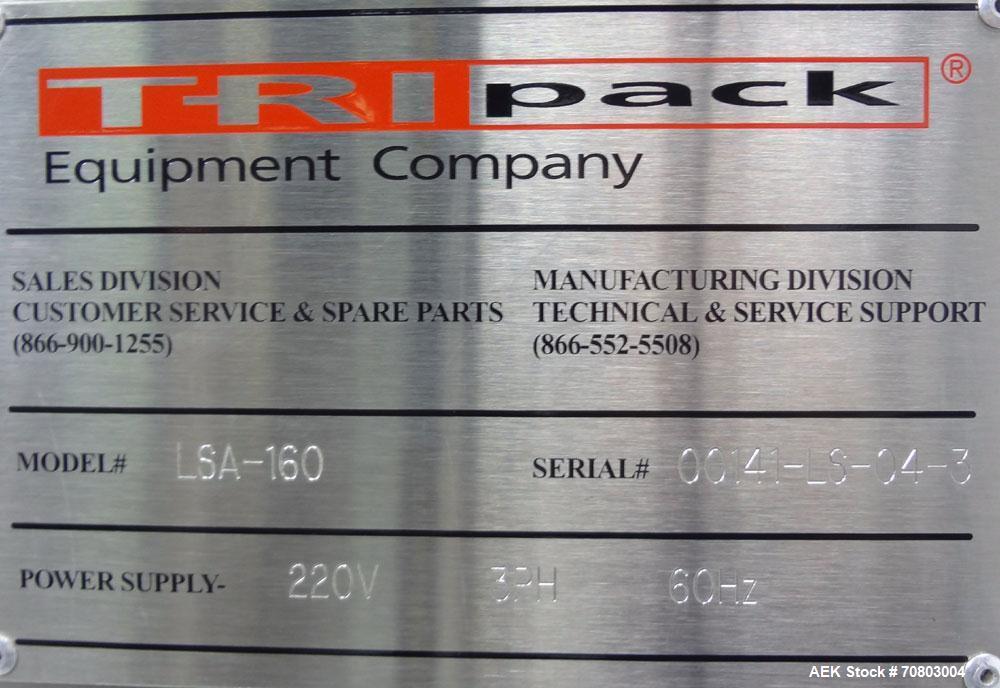 TRIpack®
Equipment Company
SALES DIVISION
CUSTOMER SERVICE & SPARE PARTS
(866-900-1255)
MANUFACTURING DIVISION
TECHNICAL & SERVICE SUPPORT
(866-552-5508)
MODEL# LSA-160
SERIAL# 00141-LS-04-3
POWER SUPPLY- 220V 3PH 60Hz
AEK Stock # 70803004